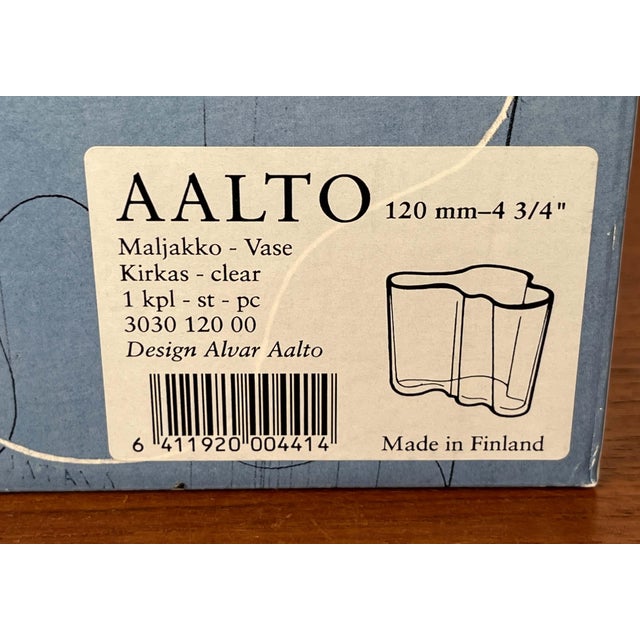 AALTO 120 mm–4 3/4"
Maljakko - Vase
Kirkas - clear
1 kpl - st - pc
3030 120 00
Design Alvar Aalto
6 411920 004414
Made in Finland